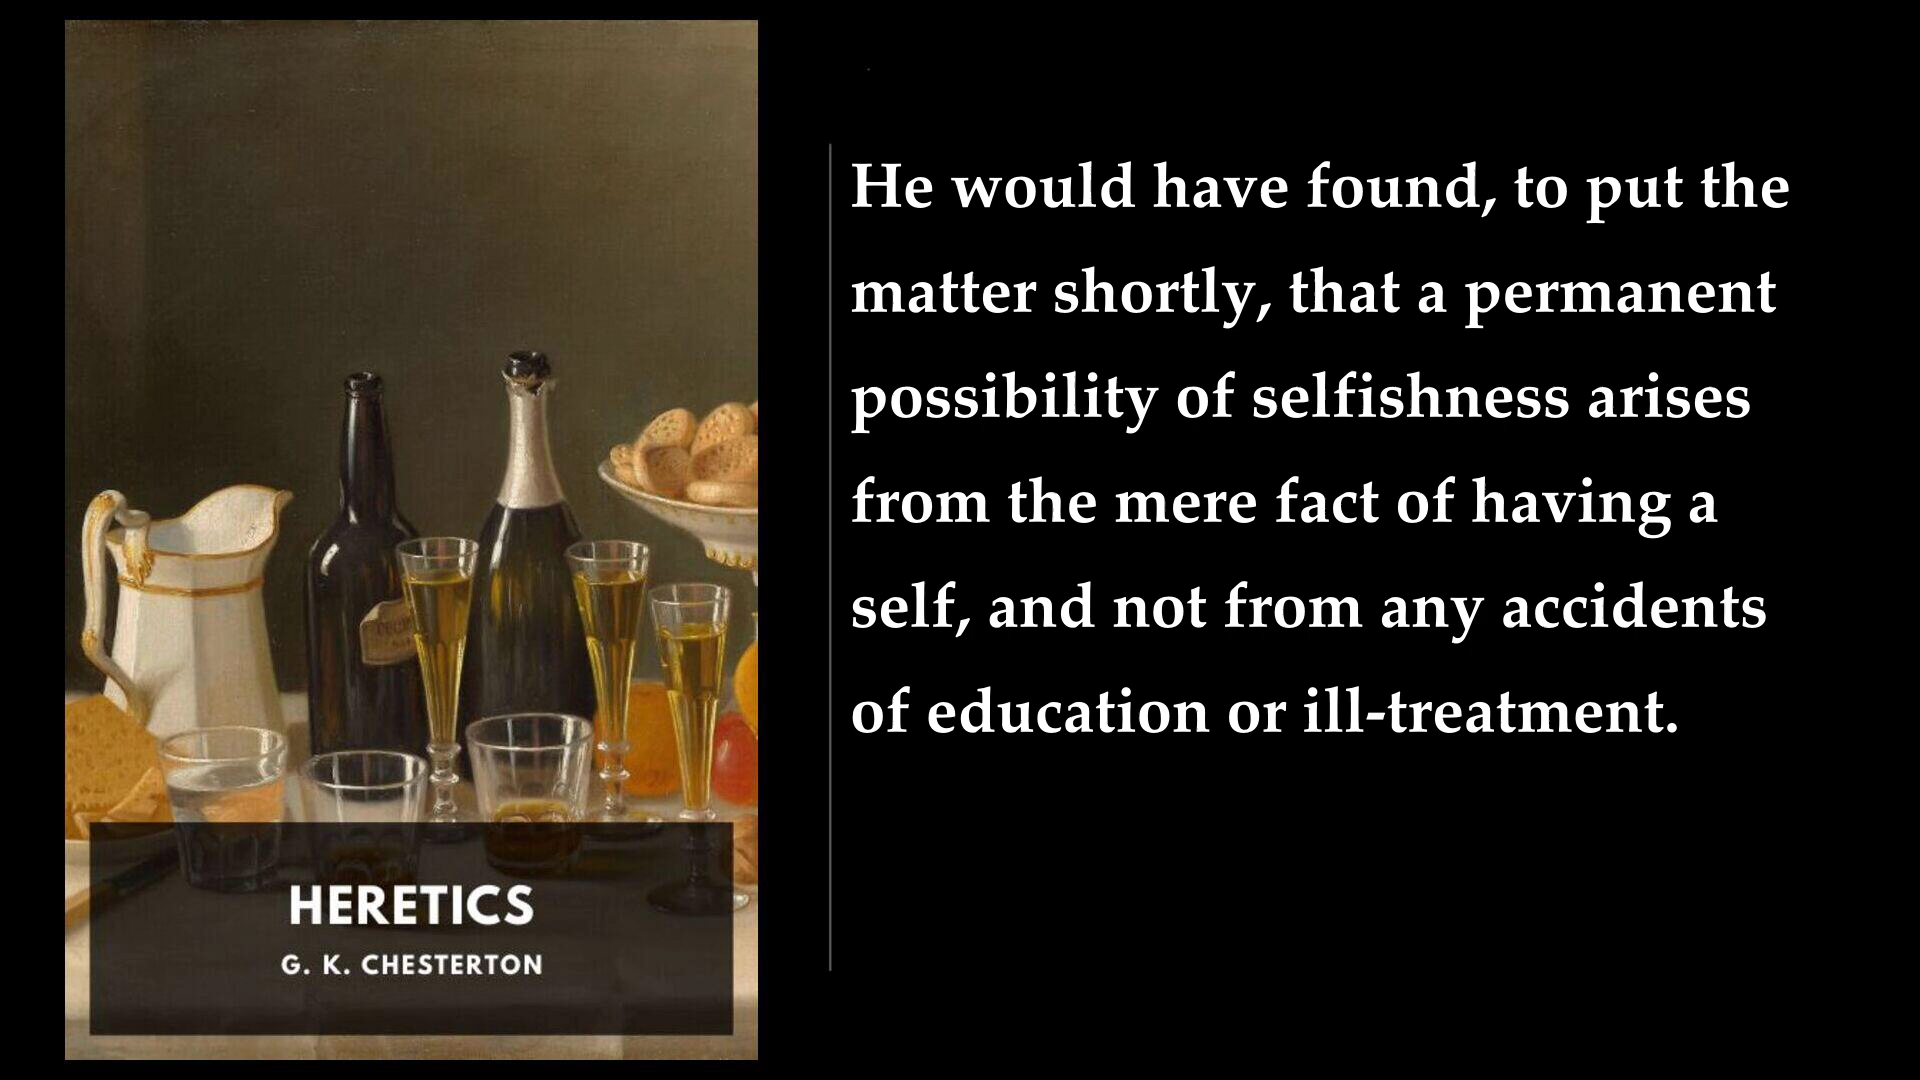 He would have found, to put the
matter shortly, that a permanent
possibility of selfishness arises
from the mere fact of having a
self, and not from any accidents
of education or ill-treatment.
HERETICS
G. K. CHESTERTON